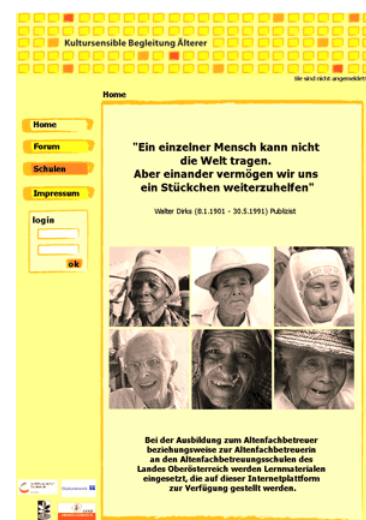 Kultursensible Begleitung Älterer
Sie sind nicht angemeldet
Home
Home
Forum
Schulen
Impressum
login
ok
"Ein einzelner Mensch kann nicht
die Welt tragen.
Aber einander vermögen wir uns
ein Stückchen weiterzuhelfen"
Walter Dirks (8.1.1901 - 30.5.1991) Publizist
Bei der Ausbildung zum Altenfachbetreuer
beziehungsweise zur Altenfachbetreuerin
an den Altenfachbetreuungsschulen des
Landes Oberösterreich werden Lernmaterialen
eingesetzt, die auf dieser Internetplattform
zur Verfügung gestellt werden.